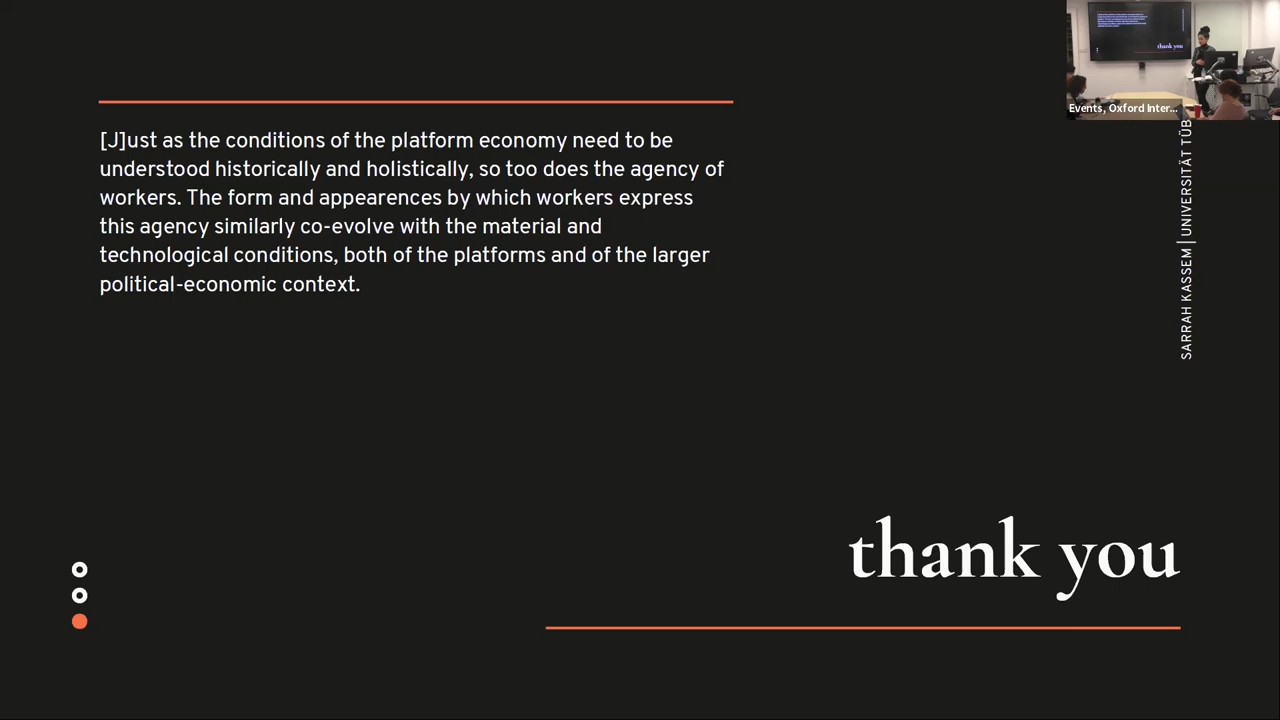 [J]ust as the conditions of the platform economy need to be
understood historically and holistically, so too does the agency of
workers. The form and appearences by which workers express
this agency similarly co-evolve with the material and
technological conditions, both of the platforms and of the larger
political-economic context.
thank you
SARRAH KASSEM | UNIVERSITÄT TÜB
thank you
Events, Oxford Inter...